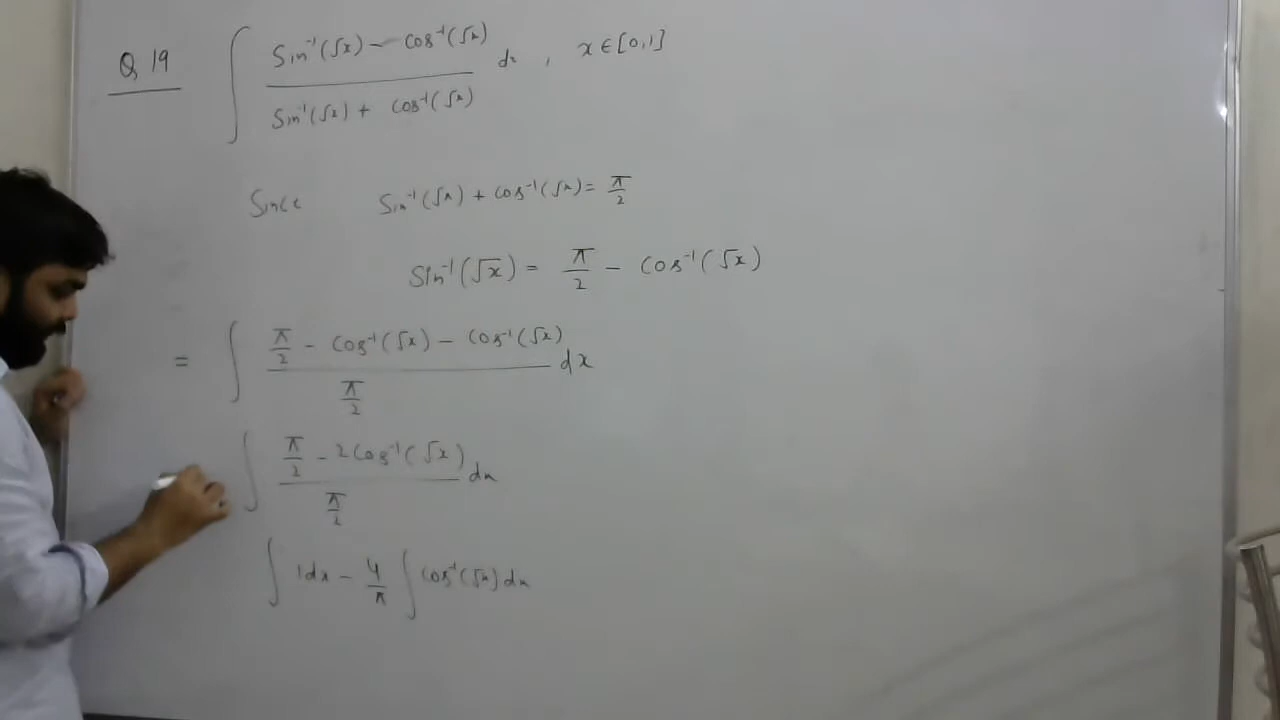 Q 19 ∫ (Sin⁻¹(√x) − Cos⁻¹(√x)) / (Sin⁻¹(√x) + Cos⁻¹(√x)) dx , x ∈ [0,1]
Since Sin⁻¹(√x) + Cos⁻¹(√x) = π/2
Sin⁻¹(√x) = π/2 − Cos⁻¹(√x)
= ∫ (π/2 − Cos⁻¹(√x) − Cos⁻¹(√x)) / (π/2) dx
∫ (π/2 − 2Cos⁻¹(√x)) / (π/2) dx
∫ 1dx − 4/π ∫ Cos⁻¹(√x) dx